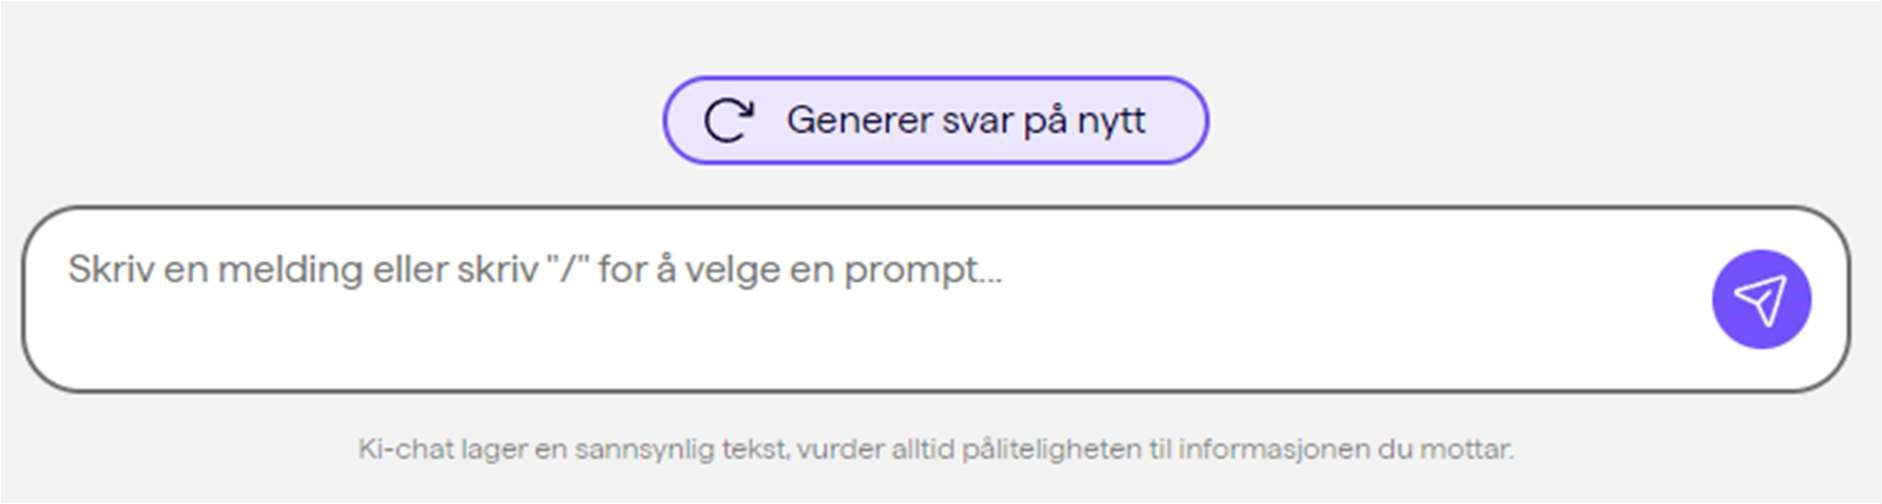 Generer svar på nytt
Skriv en melding eller skriv "/" for å velge en prompt...
Ki-chat lager en sannsynlig tekst, vurder alltid påliteligheten til informasjonen du mottar.